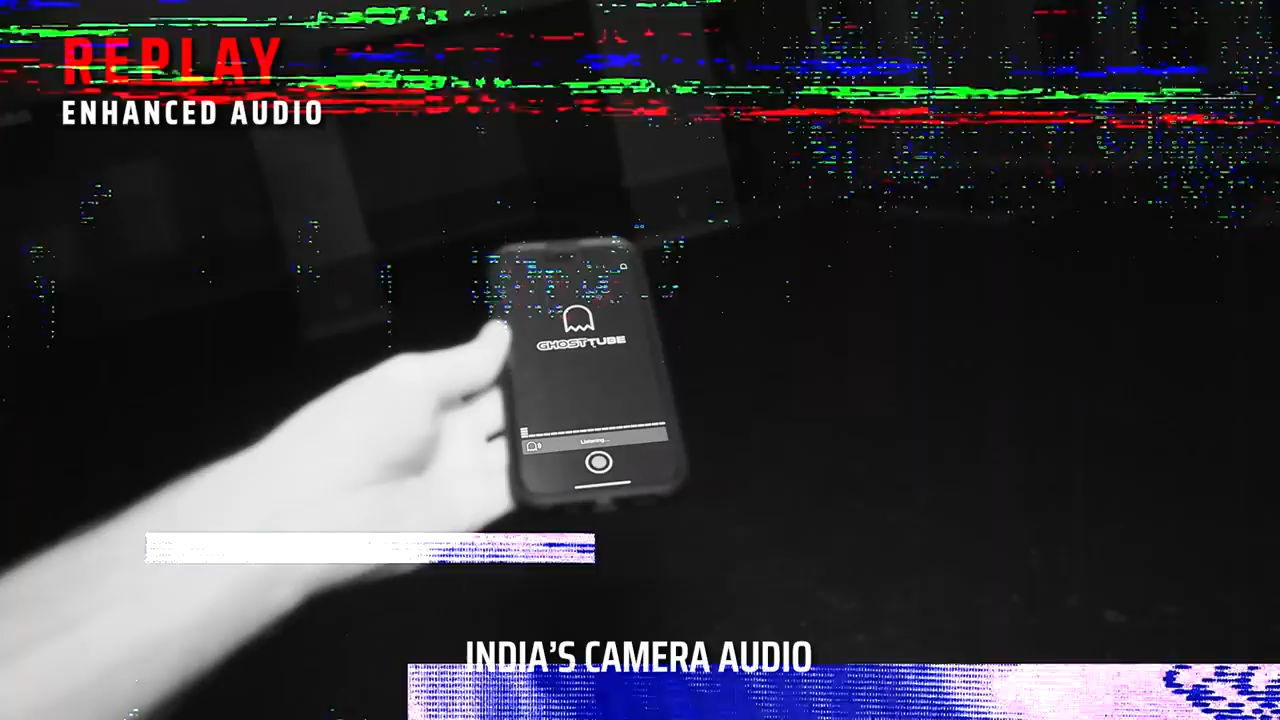 REPLAY
ENHANCED AUDIO
GHOSTTUBE
Listening...
INDIA'S CAMERA AUDIO